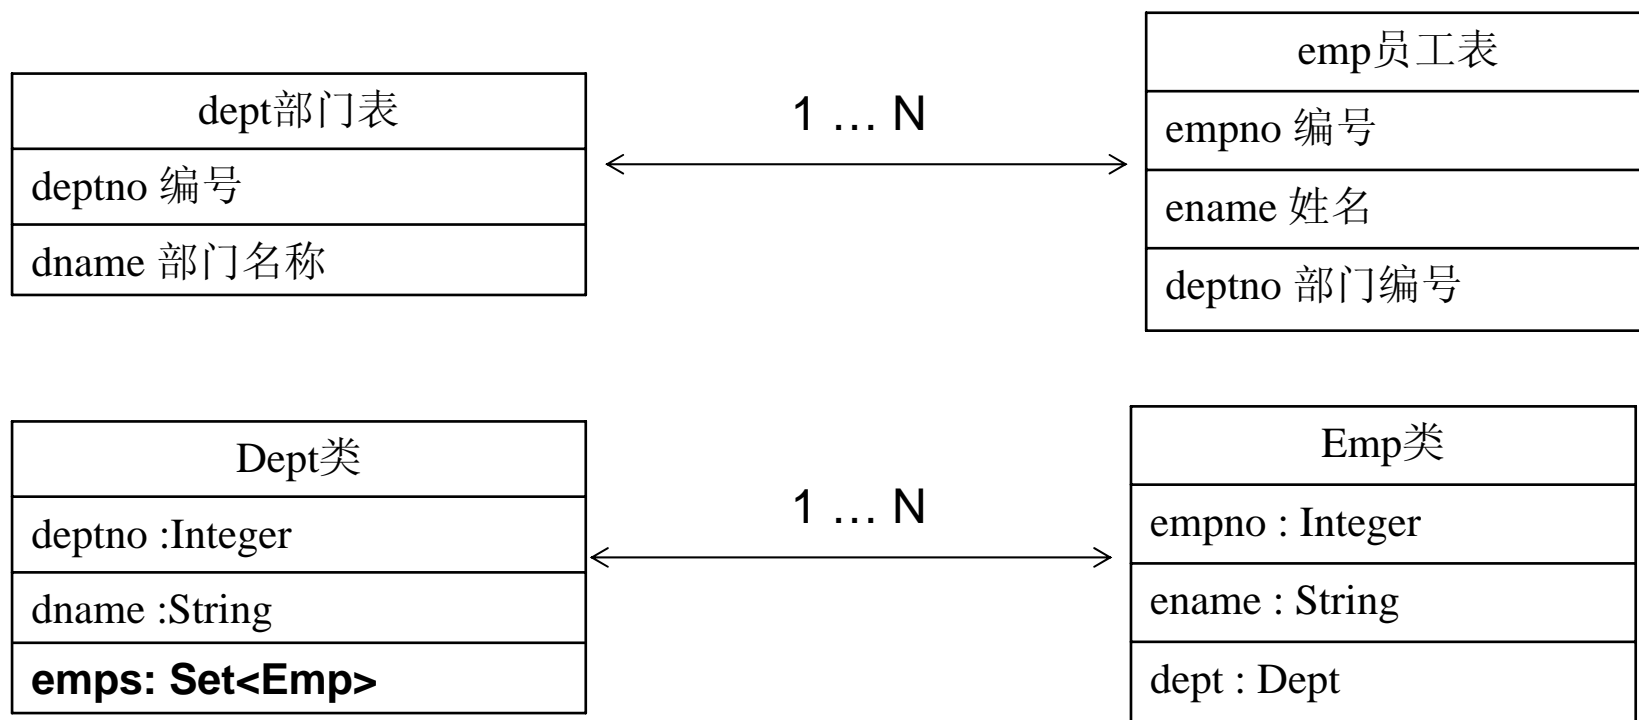 dept部门表
deptno 编号
dname 部门名称
1 … N
emp员工表
empno 编号
ename 姓名
deptno 部门编号
Dept类
deptno :Integer
dname :String
emps: Set<Emp>
1 … N
Emp类
empno : Integer
ename : String
dept : Dept